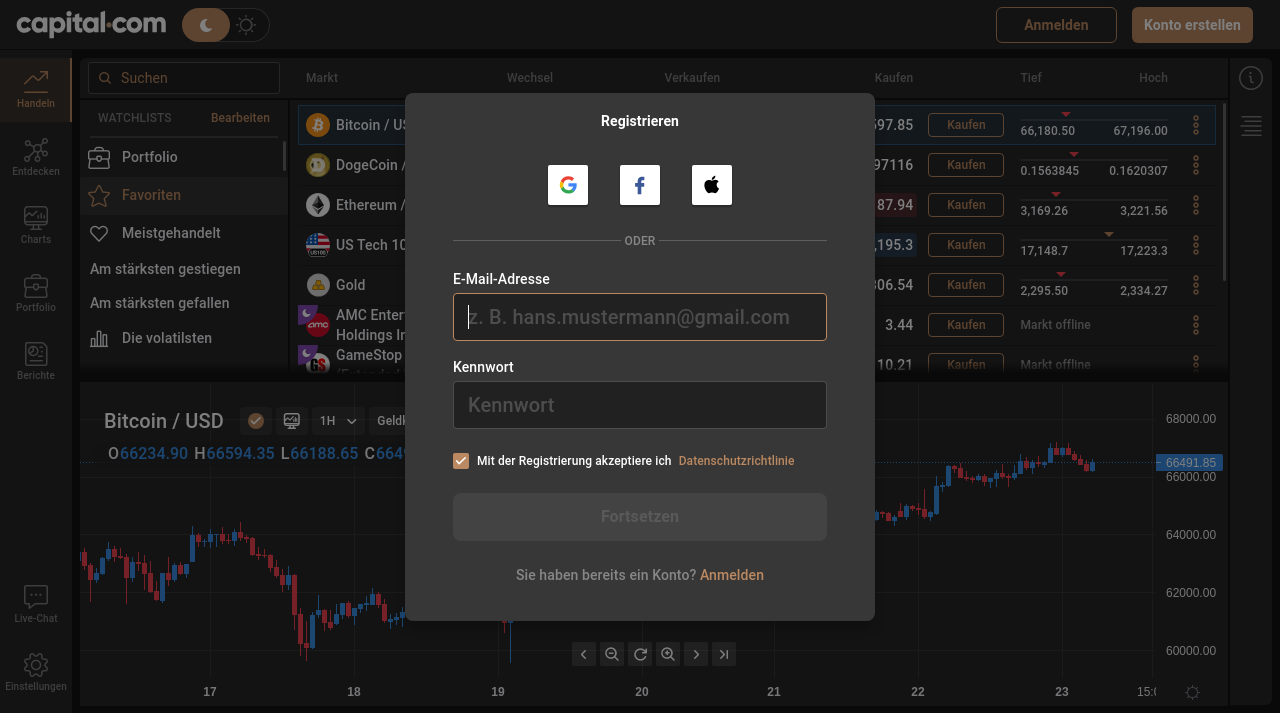 capital.com
Anmelden
Konto erstellen
Handeln
Entdecken
Charts
Portfolio
Berichte
Live-Chat
Einstellungen
Suchen
WATCHLISTS Bearbeiten
Portfolio
Favoriten
Meistgehandelt
Am stärksten gestiegen
Am stärksten gefallen
Die volatilsten
Markt Wechsel Verkaufen Kaufen Tief Hoch
Bitcoin / US 597.85 Kaufen 66,180.50 67,196.00
DogeCoin / 97116 Kaufen 0.1563845 0.1620307
Ethereum / 87.94 Kaufen 3,169.26 3,221.56
US Tech 10 ,195.3 Kaufen 17,148.7 17,223.3
Gold 306.54 Kaufen 2,295.50 2,334.27
AMC Enter
Holdings In 3.44 Kaufen Markt offline
GameStop 10.21 Kaufen Markt offline
Registrieren
ODER
E-Mail-Adresse
z. B. hans.mustermann@gmail.com
Kennwort
Kennwort
Mit der Registrierung akzeptiere ich Datenschutzrichtlinie
Fortsetzen
Sie haben bereits ein Konto? Anmelden
Bitcoin / USD 1H Geldk
O66234.90 H66594.35 L66188.65 C649
68000.00
66491.85
66000.00
64000.00
62000.00
60000.00
17 18 19 20 21 22 23 15:0